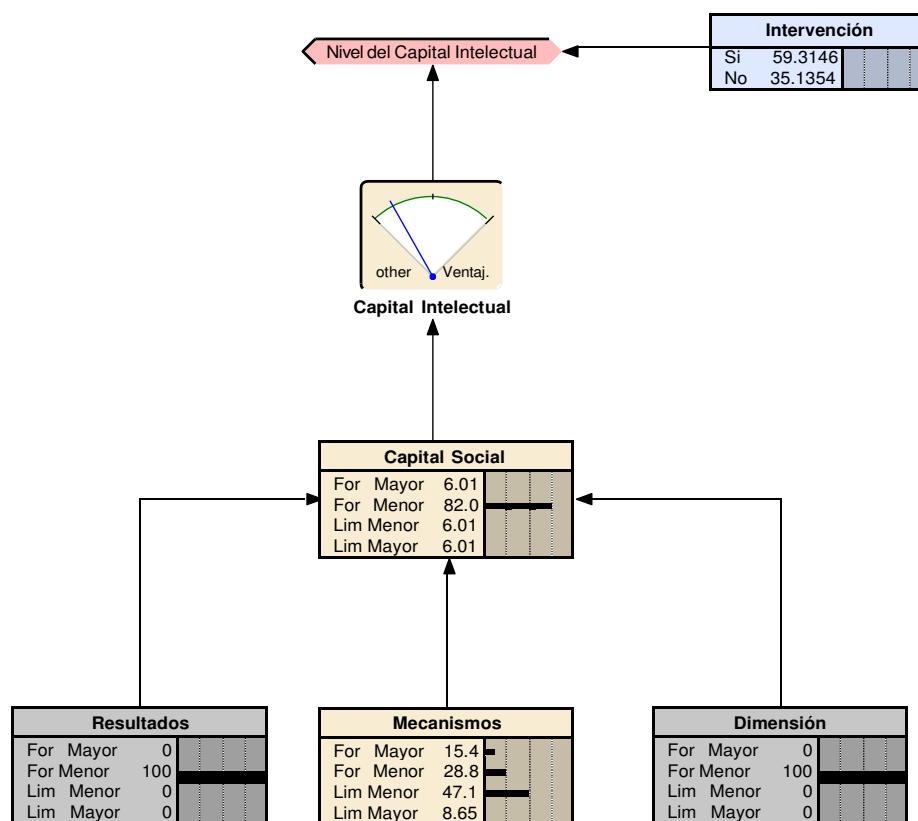 Intervención
Nivel del Capital Intelectual
Si 59.3146
No 35.1354
other Ventaj.
Capital Intelectual
Capital Social
For Mayor 6.01
For Menor 82.0
Lim Menor 6.01
Lim Mayor 6.01
Resultados
For Mayor 0
For Menor 100
Lim Menor 0
Lim Mayor 0
Mecanismos
For Mayor 15.4
For Menor 28.8
Lim Menor 47.1
Lim Mayor 8.65
Dimensión
For Mayor 0
For Menor 100
Lim Menor 0
Lim Mayor 0